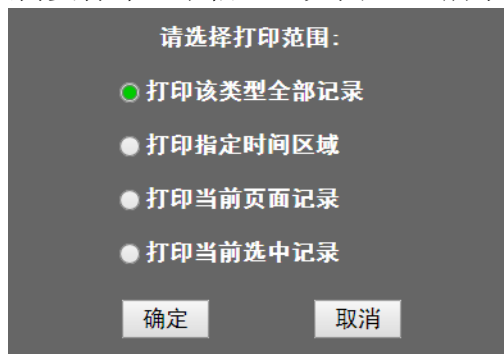 请选择打印范围:
打印该类型全部记录
打印指定时间区域
打印当前页面记录
打印当前选中记录
确定
取消